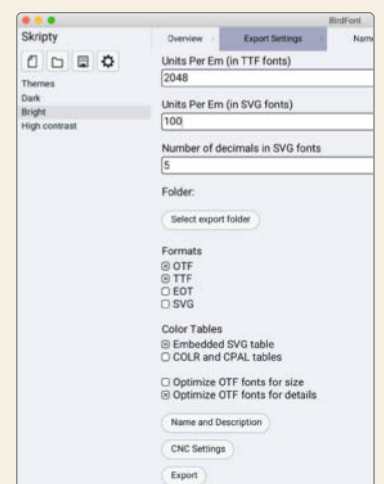 BirdFont
Skripty
Overview
Export Settings
Name
Themes
Dark
Bright
High contrast
Units Per Em (in TTF fonts)
2048
Units Per Em (in SVG fonts)
100
Number of decimals in SVG fonts
5
Folder:
Select export folder
Formats
OTF
TTF
EOT
SVG
Color Tables
Embedded SVG table
COLR and CPAL tables
Optimize OTF fonts for size
Optimize OTF fonts for details
Name and Description
CNC Settings
Export